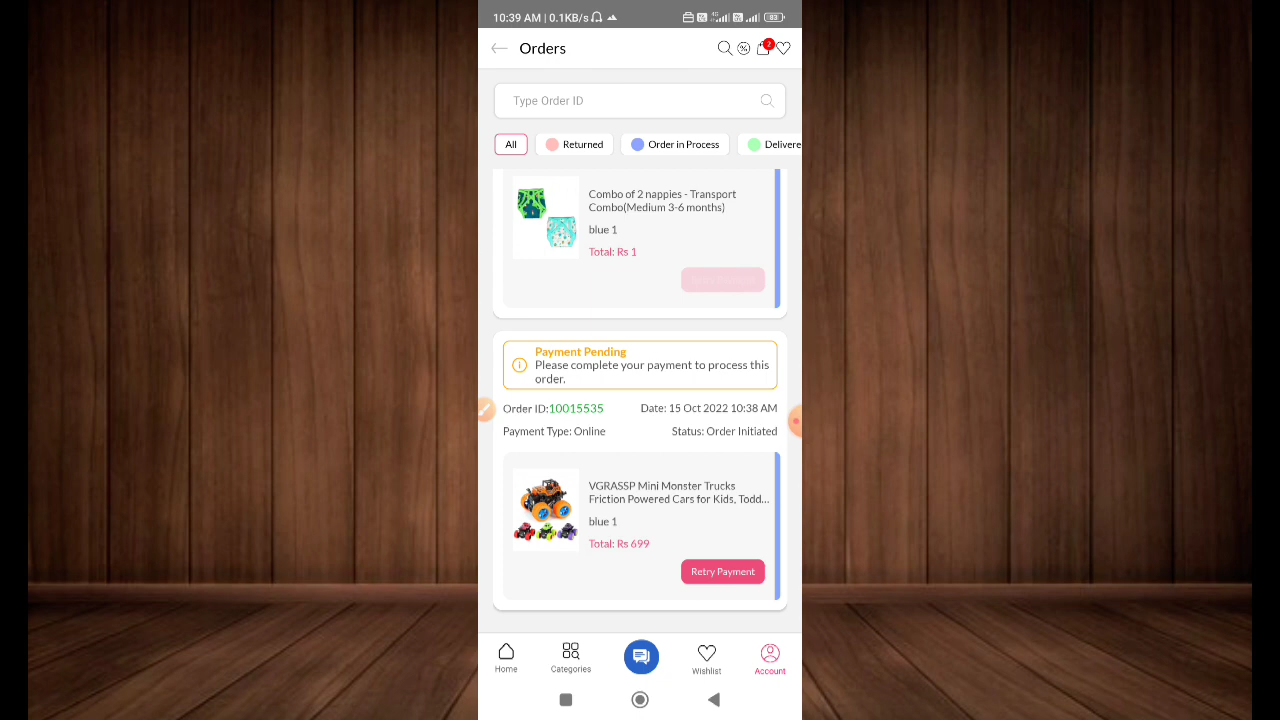 10:39 AM | 0.1KB/s
83
Orders
2
Type Order ID
All
Returned
Order in Process
Delivere
Combo of 2 nappies - Transport
Combo(Medium 3-6 months)
blue 1
Total: Rs 1
Payment Pending
Please complete your payment to process this
order.
Order ID:10015535
Date: 15 Oct 2022 10:38 AM
Payment Type: Online
Status: Order Initiated
VGRASSP Mini Monster Trucks
Friction Powered Cars for Kids, Todd...
blue 1
Total: Rs 699
Retry Payment
Home
Categories
Wishlist
Account